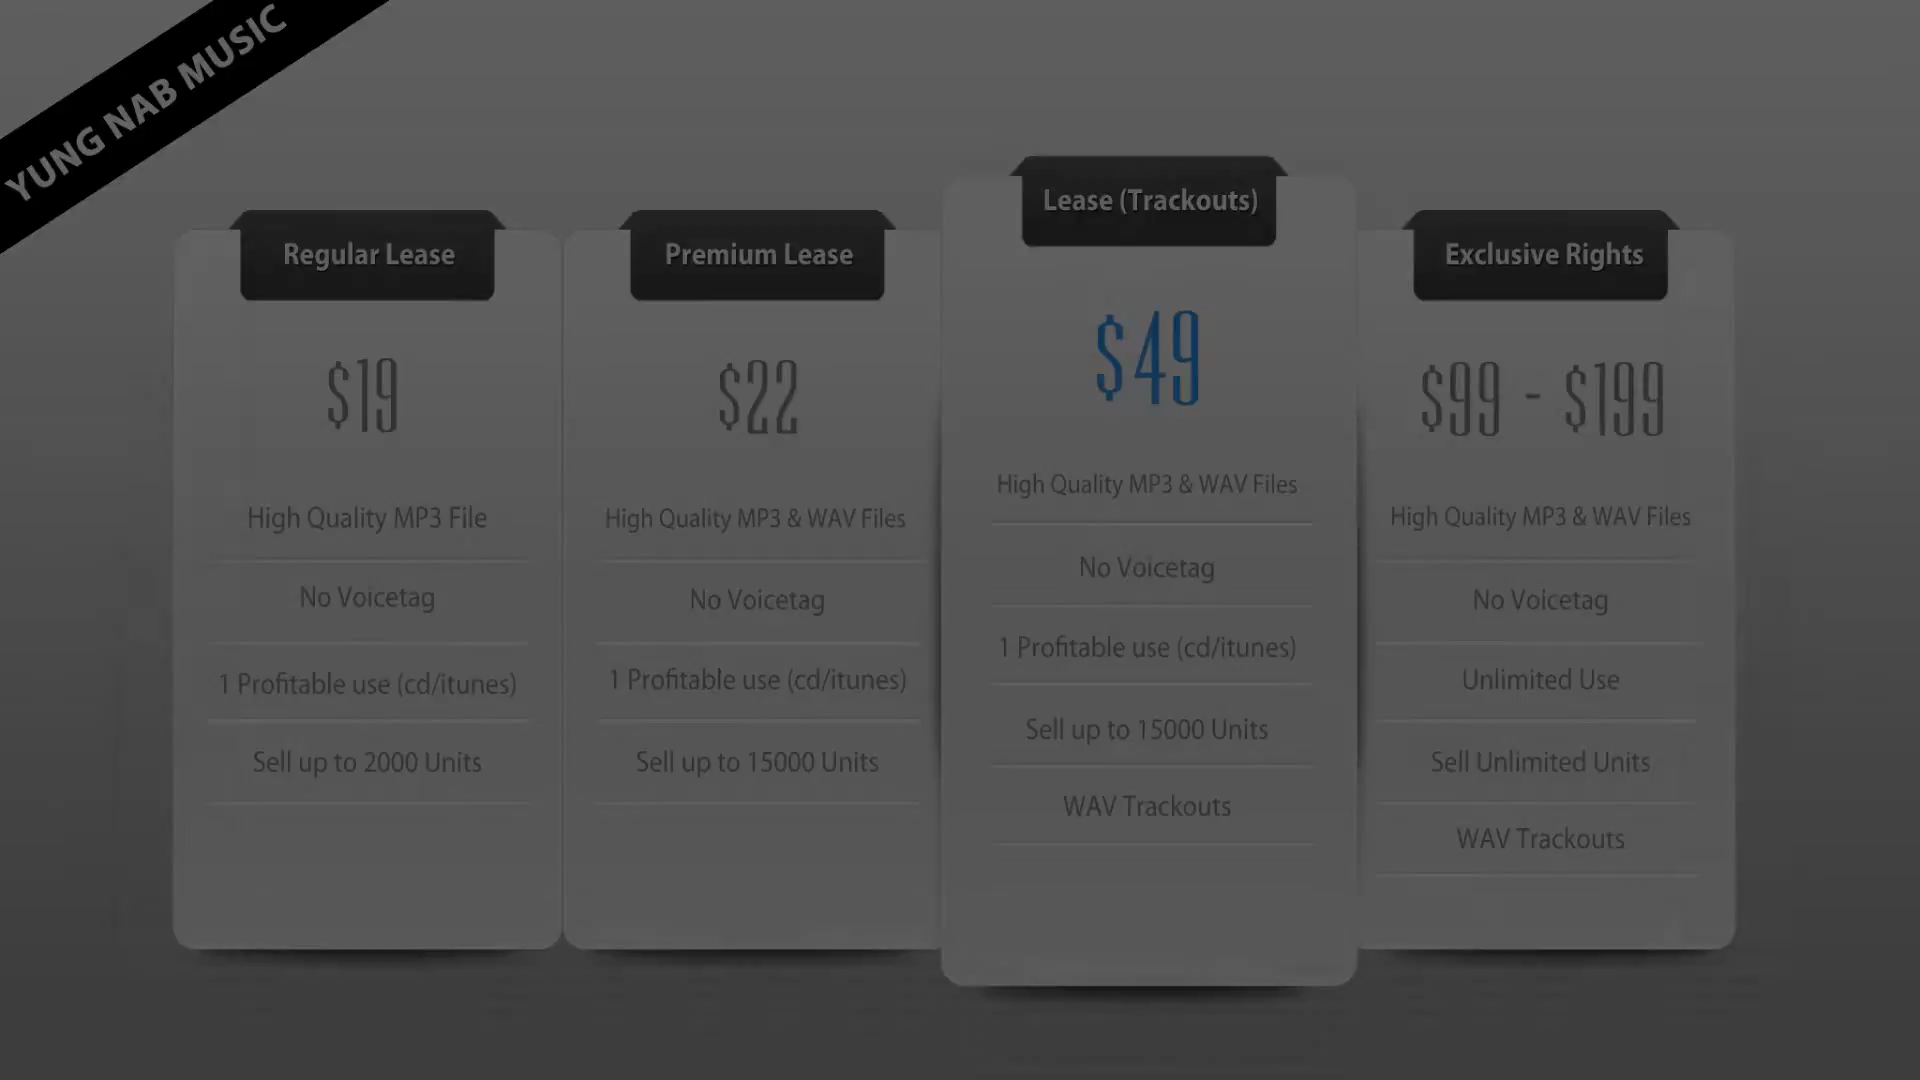 YUNG NAB MUSIC
Regular Lease
$19
High Quality MP3 File
No Voicetag
1 Profitable use (cd/itunes)
Sell up to 2000 Units
Premium Lease
$22
High Quality MP3 & WAV Files
No Voicetag
1 Profitable use (cd/itunes)
Sell up to 15000 Units
Lease (Trackouts)
$49
High Quality MP3 & WAV Files
No Voicetag
1 Profitable use (cd/itunes)
Sell up to 15000 Units
WAV Trackouts
Exclusive Rights
$99 - $199
High Quality MP3 & WAV Files
No Voicetag
Unlimited Use
Sell Unlimited Units
WAV Trackouts